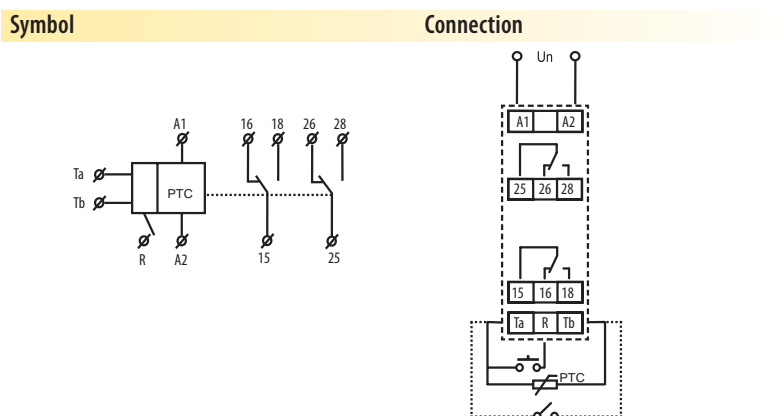 Symbol Connection
Un
A1 A2
25 26 28
15 16 18
Ta R Tb
PTC
A1 16 18 26 28
Ta
PTC
Tb
R A2 15 25